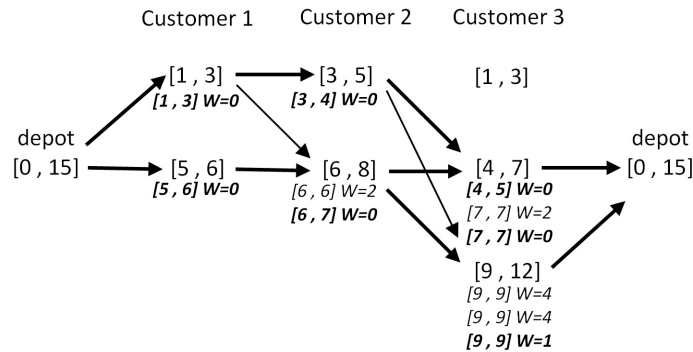 Customer 1 Customer 2 Customer 3
[1 , 3] [3 , 5] [1 , 3]
[1 , 3] W=0 [3 , 4] W=0
depot depot
[0 , 15] [5 , 6] [6 , 8] [4 , 7] [0 , 15]
[5 , 6] W=0 [6 , 6] W=2 [4 , 5] W=0
[6 , 7] W=0 [7 , 7] W=2
[7 , 7] W=0
[9 , 12]
[9 , 9] W=4
[9 , 9] W=4
[9 , 9] W=1